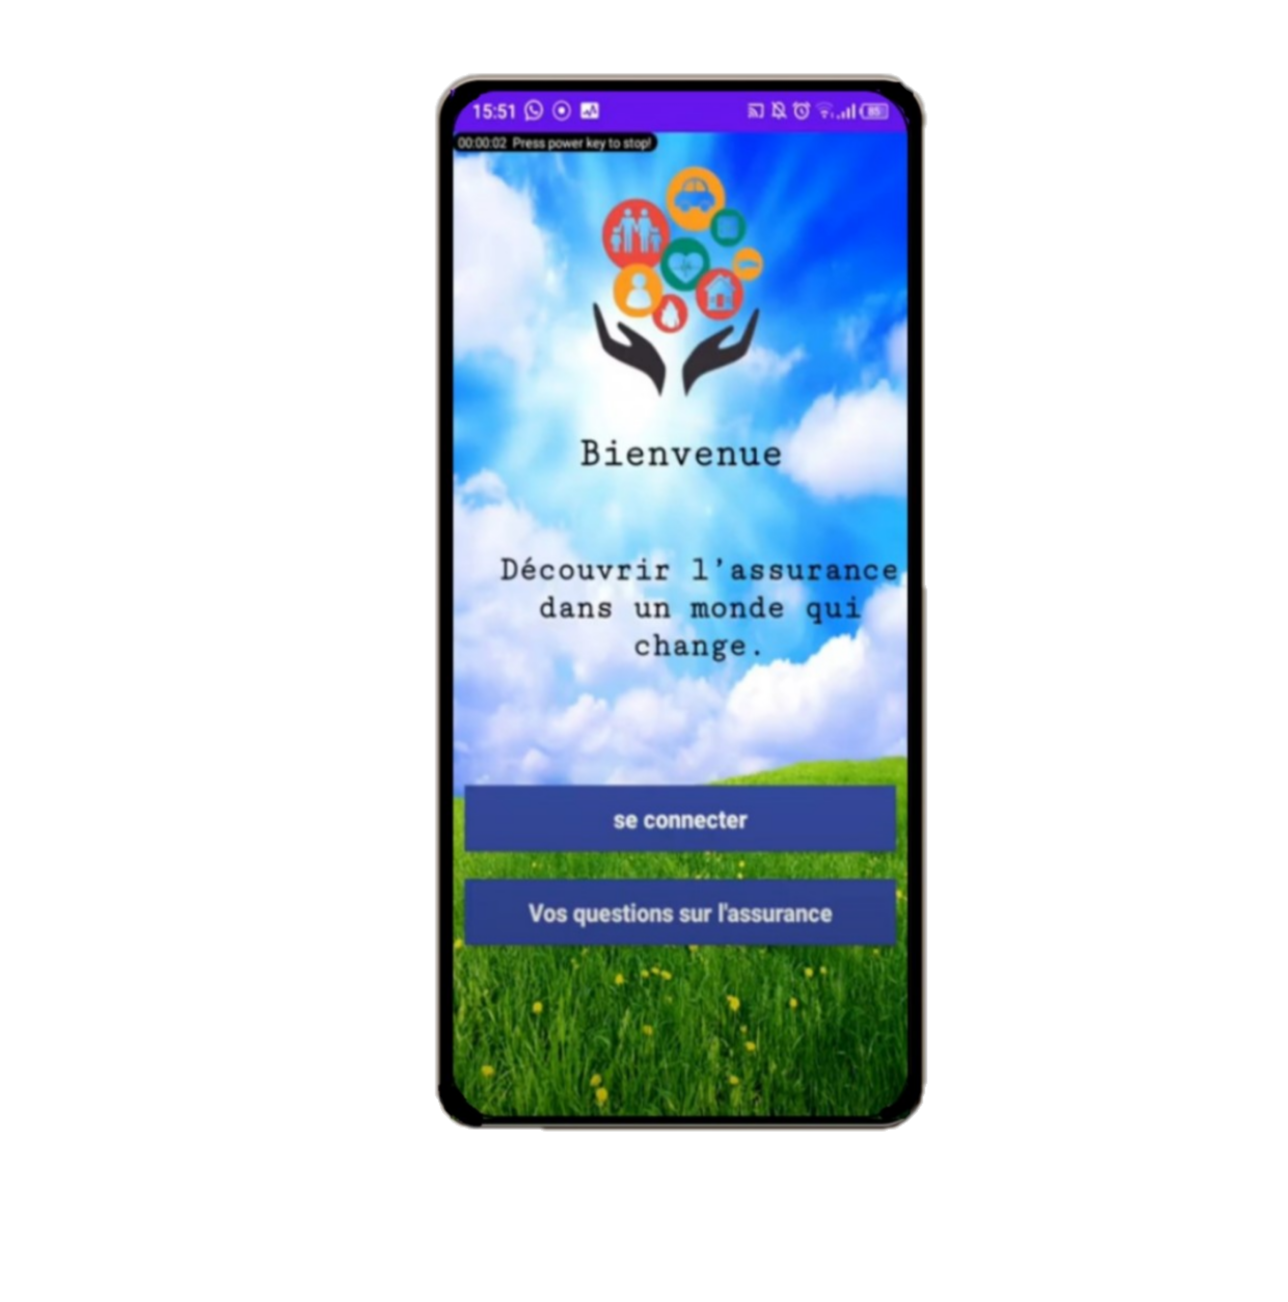 15:51
85
00:00:02 Press power key to stop!
Bienvenue
Découvrir l'assurance
dans un monde qui
change.
se connecter
Vos questions sur l'assurance